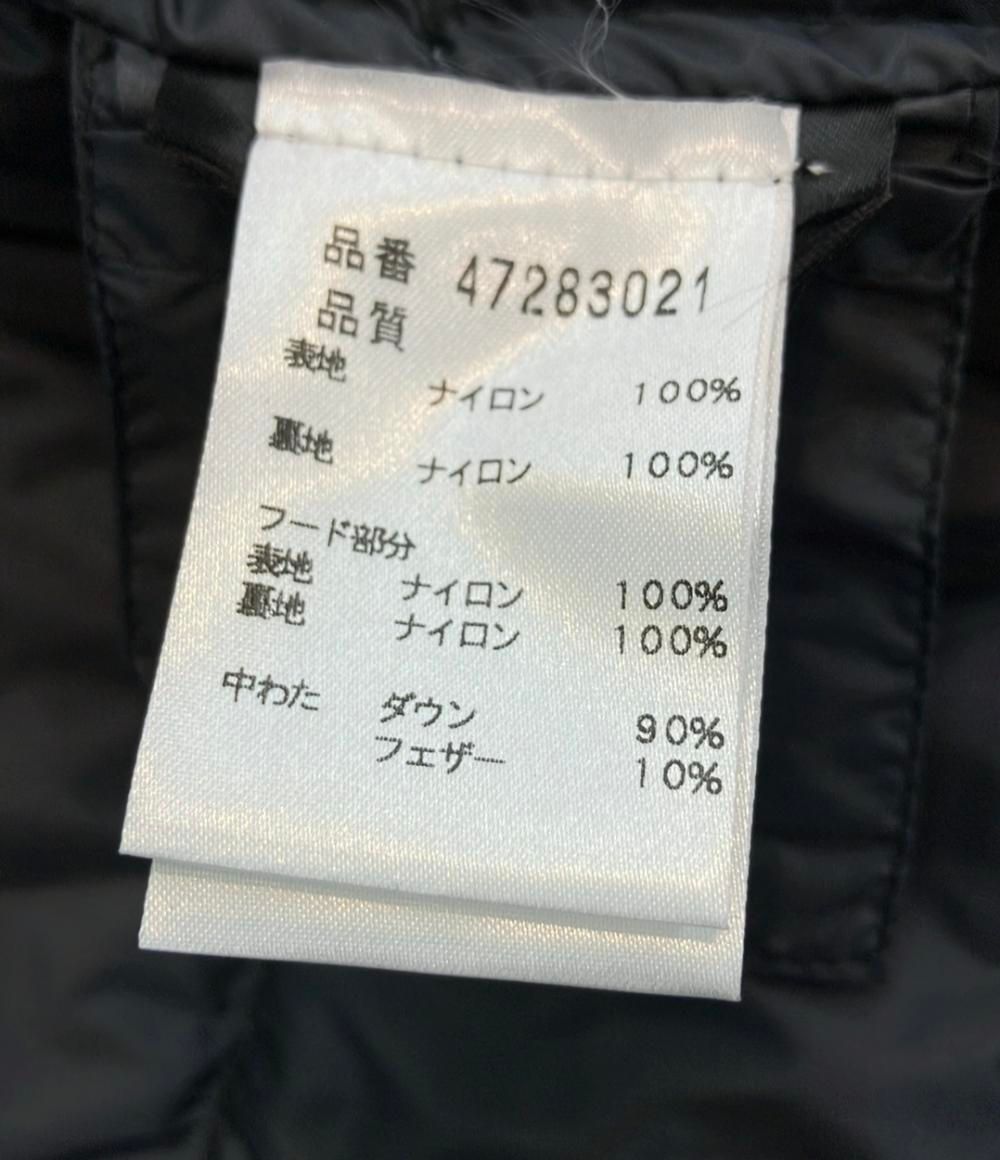 品番 47283021
品質
表地
ナイロン 100%
裏地
ナイロン 100%
フード部分
表地 ナイロン 100%
裏地 ナイロン 100%
中わた ダウン 90%
フェザー 10%